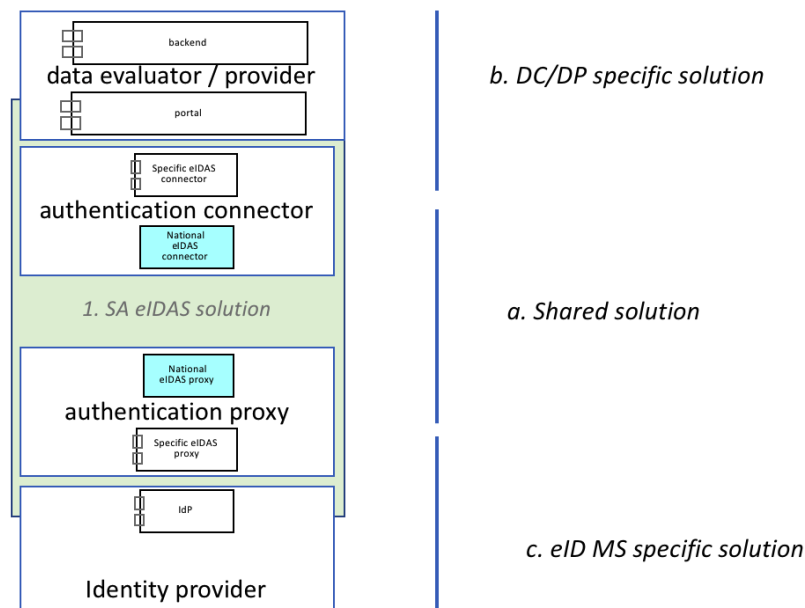 backend
data evaluator / provider
portal
b. DC/DP specific solution
Specific eIDAS
connector
authentication connector
National
eIDAS
connector
1. SA eIDAS solution
a. Shared solution
National
eIDAS proxy
authentication proxy
Specific eIDAS
proxy
IdP
c. eID MS specific solution
Identity provider